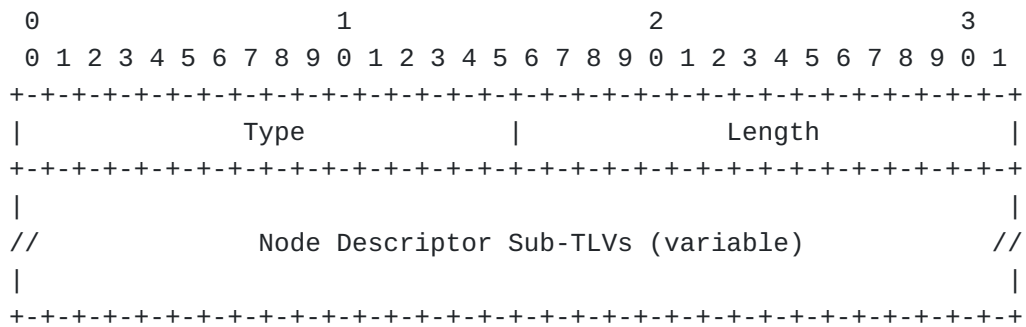 0                   1                   2                   3
 0 1 2 3 4 5 6 7 8 9 0 1 2 3 4 5 6 7 8 9 0 1 2 3 4 5 6 7 8 9 0 1
+-+-+-+-+-+-+-+-+-+-+-+-+-+-+-+-+-+-+-+-+-+-+-+-+-+-+-+-+-+-+-+-+
|              Type             |             Length            |
+-+-+-+-+-+-+-+-+-+-+-+-+-+-+-+-+-+-+-+-+-+-+-+-+-+-+-+-+-+-+-+-+
|                                                               |
//              Node Descriptor Sub-TLVs (variable)            //
|                                                               |
+-+-+-+-+-+-+-+-+-+-+-+-+-+-+-+-+-+-+-+-+-+-+-+-+-+-+-+-+-+-+-+-+